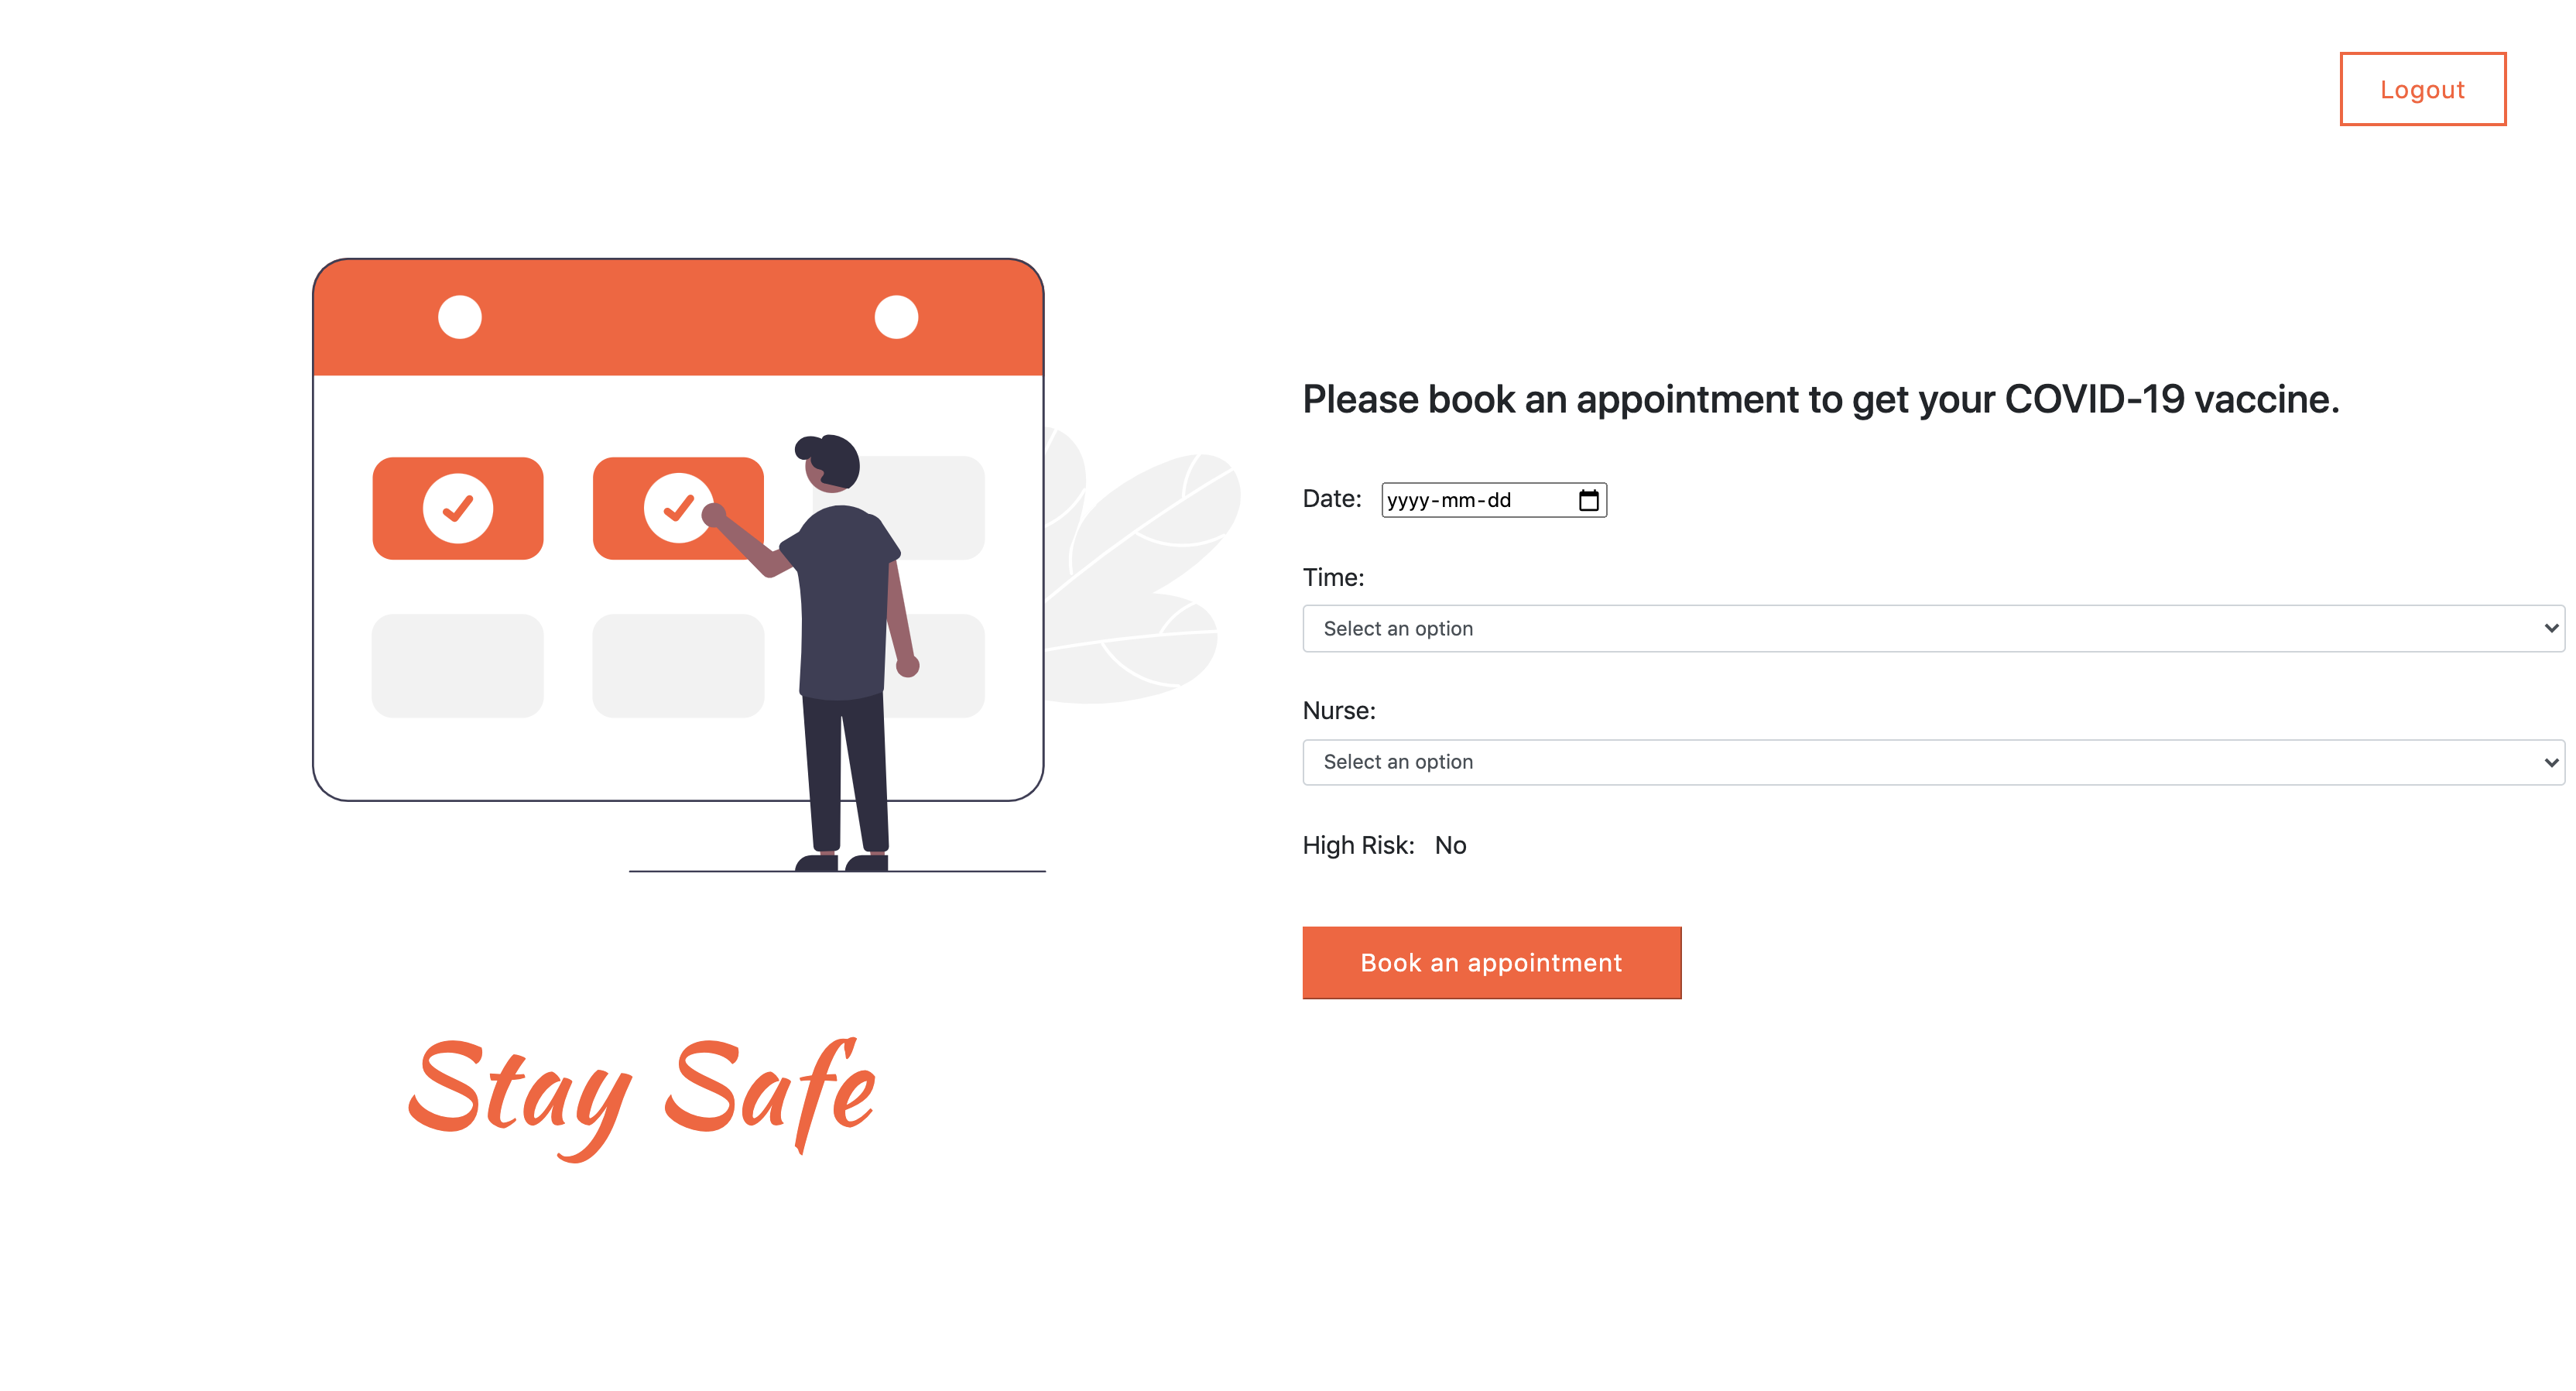 Logout
Please book an appointment to get your COVID-19 vaccine.
Date: yyyy-mm-dd
Time:
Select an option
Nurse:
Select an option
High Risk: No
Book an appointment
Stay Safe